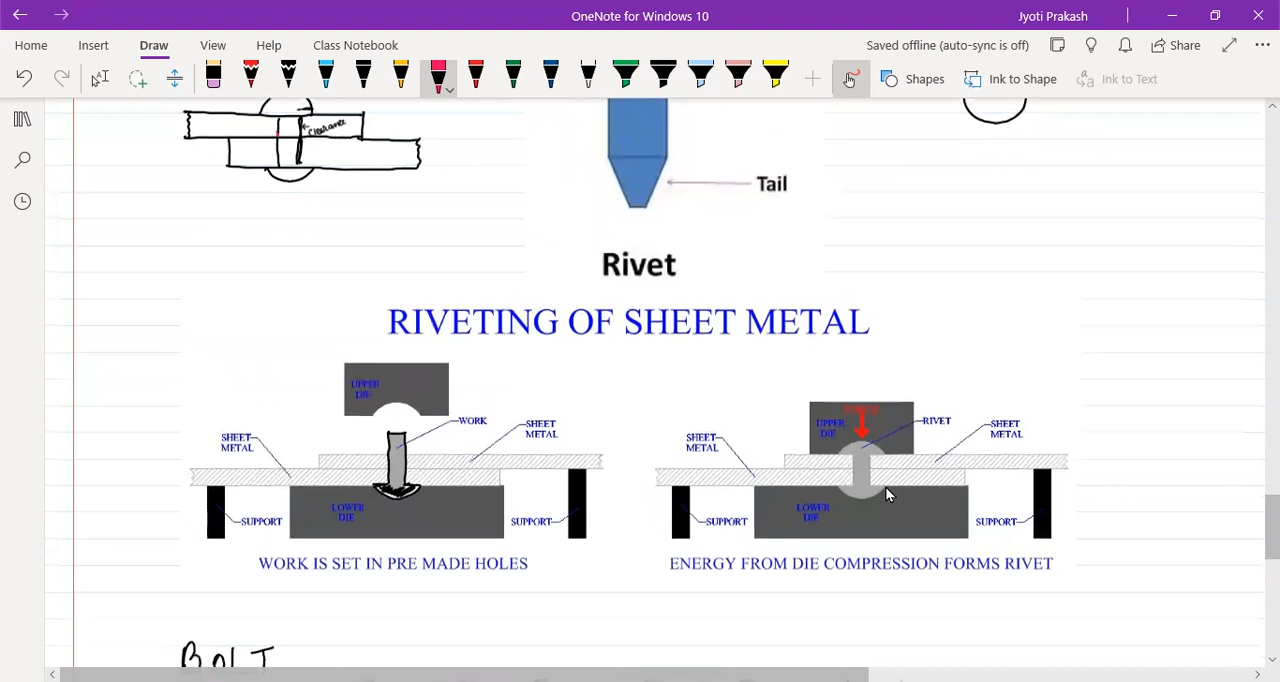 OneNote for Windows 10
Jyoti Prakash
Home Insert Draw View Help Class Notebook
Saved offline (auto-sync is off)
Share
Shapes
Ink to Shape
Ink to Text
Clearance
Tail
Rivet
RIVETING OF SHEET METAL
UPPER
DIE
WORK
SHEET
METAL
SHEET
METAL
LOWER
DIE
SUPPORT
SUPPORT
WORK IS SET IN PRE MADE HOLES
UPPER
DIE
RIVET
SHEET
METAL
SHEET
METAL
LOWER
DIE
SUPPORT
SUPPORT
ENERGY FROM DIE COMPRESSION FORMS RIVET
BOLT